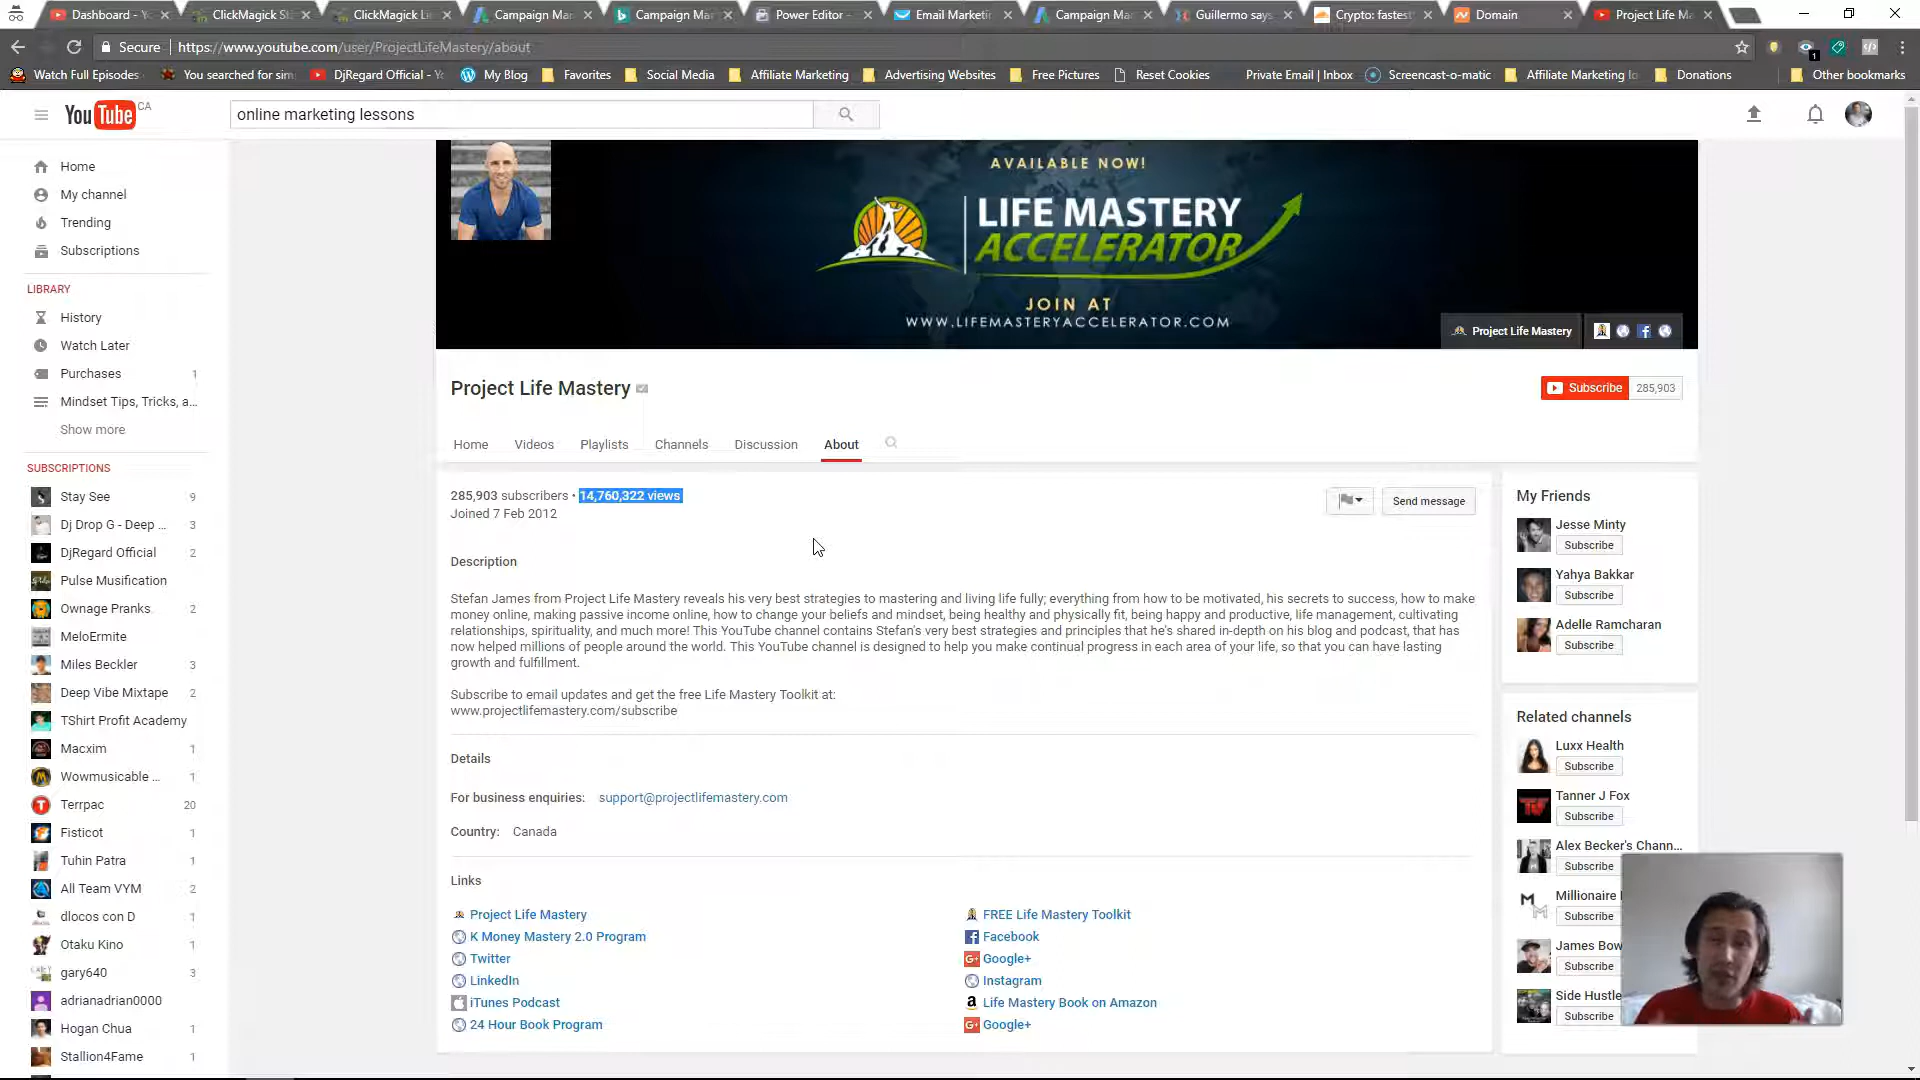 Dashboard - Yo
ClickMagick St
ClickMagick Li
Campaign Man
Campaign Ma
Power Editor -
Email Marketi
Campaign Ma
Guillermo says
Crypto: fastest
Domain
Project Life Ma
Secure
https://www.youtube.com/user/ProjectLifeMastery/about
Watch Full Episodes
You searched for sim
DjRegard Official - Yo
My Blog
Favorites
Social Media
Affiliate Marketing
Advertising Websites
Free Pictures
Reset Cookies
Private Email | Inbox
Screencast-o-matic
Affiliate Marketing Io
Donations
Other bookmarks
YouTube CA
online marketing lessons
Home
My channel
Trending
Subscriptions
LIBRARY
History
Watch Later
Purchases 1
Mindset Tips, Tricks, a...
Show more
SUBSCRIPTIONS
Stay See 9
Dj Drop G - Deep ... 3
DjRegard Official 2
Pulse Musification
Ownage Pranks 2
MeloErmite
Miles Beckler 3
Deep Vibe Mixtape 2
TShirt Profit Academy
Macxim 1
Wowmusicable ... 1
Terrpac 20
Fisticot 1
Tuhin Patra 1
All Team VYM 2
dlocos con D 1
Otaku Kino 1
gary640 3
adrianadrian0000
Hogan Chua 1
Stallion4Fame 1
AVAILABLE NOW!
LIFE MASTERY
ACCELERATOR
JOIN AT
WWW.LIFEMASTERYACCELERATOR.COM
Project Life Mastery
Project Life Mastery
Subscribe 285,903
Home Videos Playlists Channels Discussion About
285,903 subscribers • 14,760,322 views
Joined 7 Feb 2012
Send message
Description
Stefan James from Project Life Mastery reveals his very best strategies to mastering and living life fully; everything from how to be motivated, his secrets to success, how to make
money online, making passive income online, how to change your beliefs and mindset, being healthy and physically fit, being happy and productive, life management, cultivating
relationships, spirituality, and much more! This YouTube channel contains Stefan's very best strategies and principles that he's shared in-depth on his blog and podcast, that has
now helped millions of people around the world. This YouTube channel is designed to help you make continual progress in each area of your life, so that you can have lasting
growth and fulfillment.
Subscribe to email updates and get the free Life Mastery Toolkit at:
www.projectlifemastery.com/subscribe
Details
For business enquiries: support@projectlifemastery.com
Country: Canada
Links
Project Life Mastery
FREE Life Mastery Toolkit
K Money Mastery 2.0 Program
Facebook
Twitter
Google+
LinkedIn
Instagram
iTunes Podcast
Life Mastery Book on Amazon
24 Hour Book Program
Google+
My Friends
Jesse Minty
Subscribe
Yahya Bakkar
Subscribe
Adelle Ramcharan
Subscribe
Related channels
Luxx Health
Subscribe
Tanner J Fox
Subscribe
Alex Becker's Chann...
Subscribe
Millionaire
Subscribe
James Bow
Subscribe
Side Hustle
Subscribe